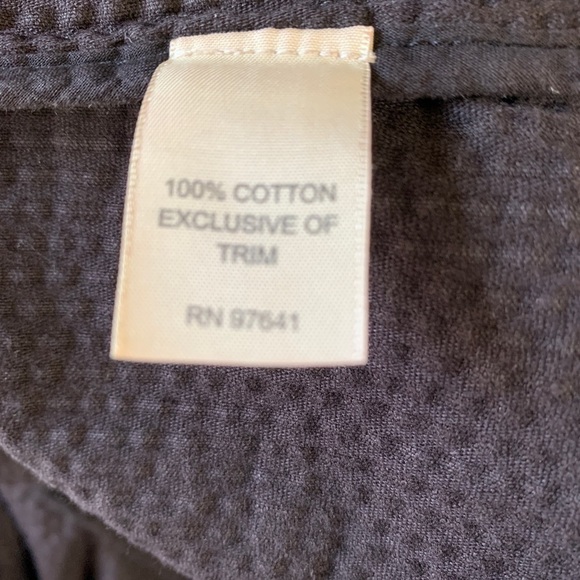 100% COTTON
EXCLUSIVE OF
TRIM
RN 97641